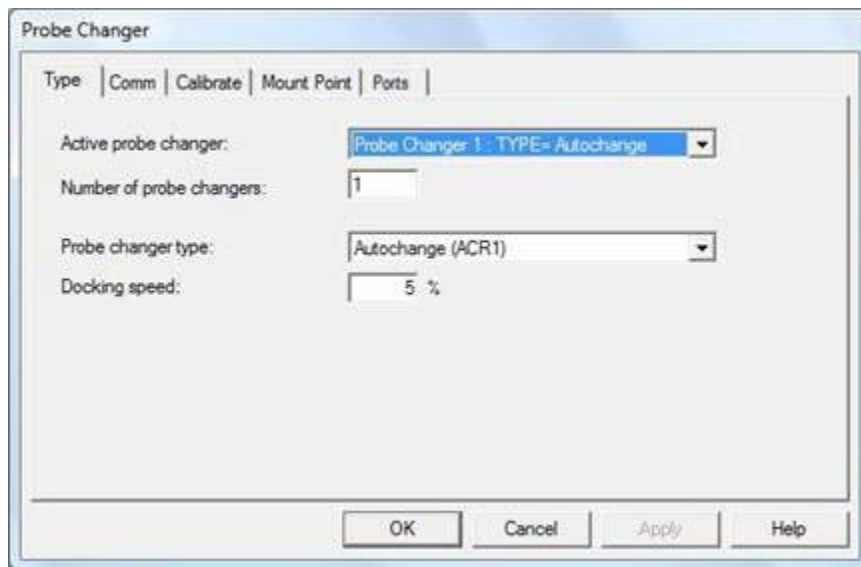 Probe Changer
Type Comm Calibrate Mount Point Ports
Active probe changer: Probe Changer 1 : TYPE= Autochange
Number of probe changers: 1
Probe changer type: Autochange (ACR1)
Docking speed: 5 %
OK Cancel Apply Help